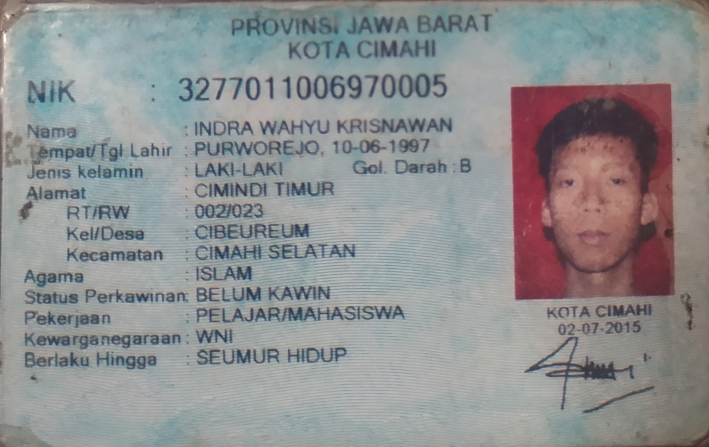 PROVINSI JAWA BARAT
KOTA CIMAHI
NIK : 3277011006970005
Nama : INDRA WAHYU KRISNAWAN
Tempat/Tgl Lahir : PURWOREJO, 10-06-1997
Jenis kelamin : LAKI-LAKI Gol. Darah : B
Alamat : CIMINDI TIMUR
RT/RW : 002/023
Kel/Desa : CIBEUREUM
Kecamatan : CIMAHI SELATAN
Agama : ISLAM
Status Perkawinan: BELUM KAWIN
Pekerjaan : PELAJAR/MAHASISWA
Kewarganegaraan : WNI
Berlaku Hingga : SEUMUR HIDUP
KOTA CIMAHI
02-07-2015